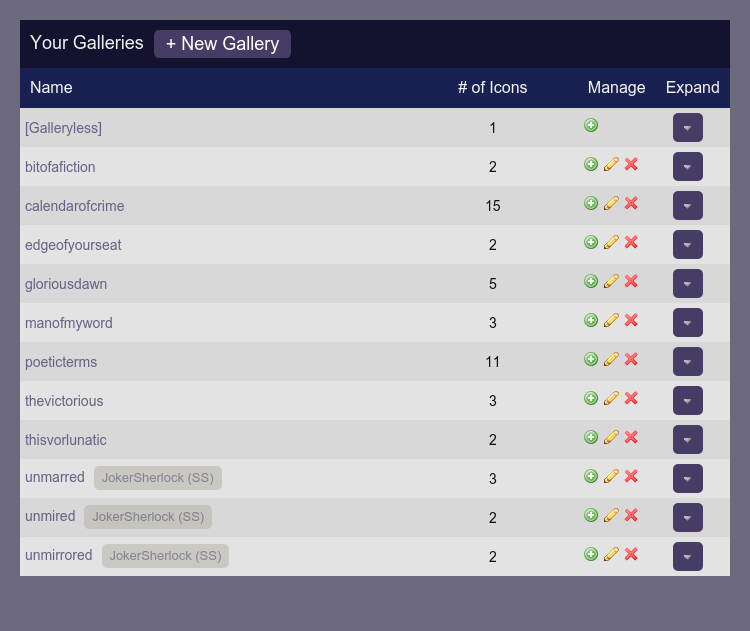 Your Galleries + New Gallery
Name # of Icons Manage Expand
[Galleryless] 1
bitofafiction 2
calendarofcrime 15
edgeofyourseat 2
gloriousdawn 5
manofmyword 3
poeticterms 11
thevictorious 3
thisvorlunatic 2
unmarred JokerSherlock (SS) 3
unmired JokerSherlock (SS) 2
unmirrored JokerSherlock (SS) 2